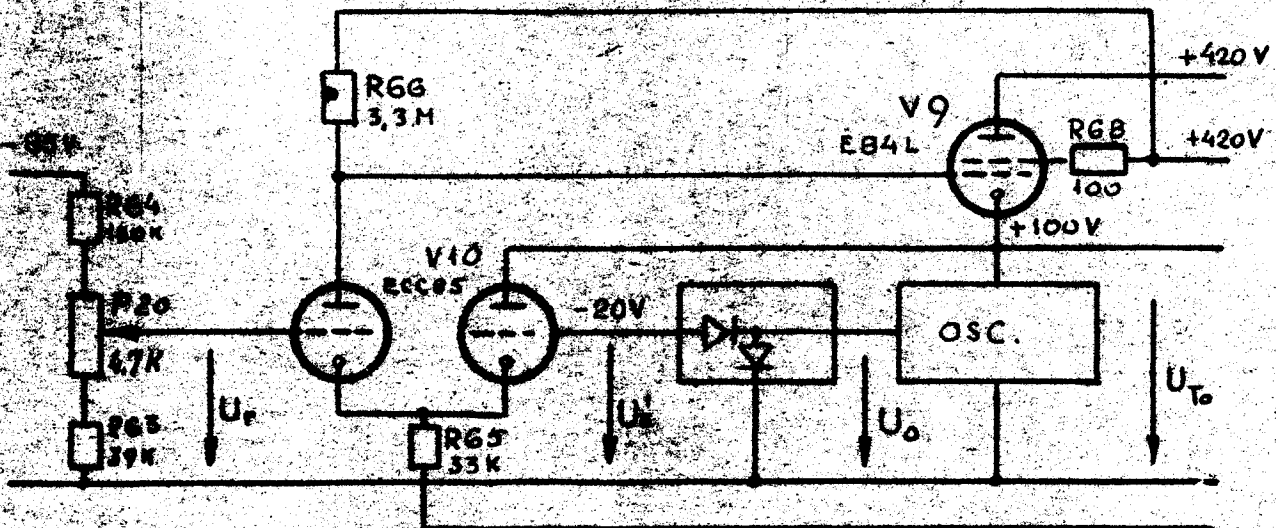 +420V
R66
3,3M
V9
E84L
R68
+420V
100
R64
+100V
V10
ECC85
-20V
P20
4,7K
OSC.
U₀
R65
33K
39K